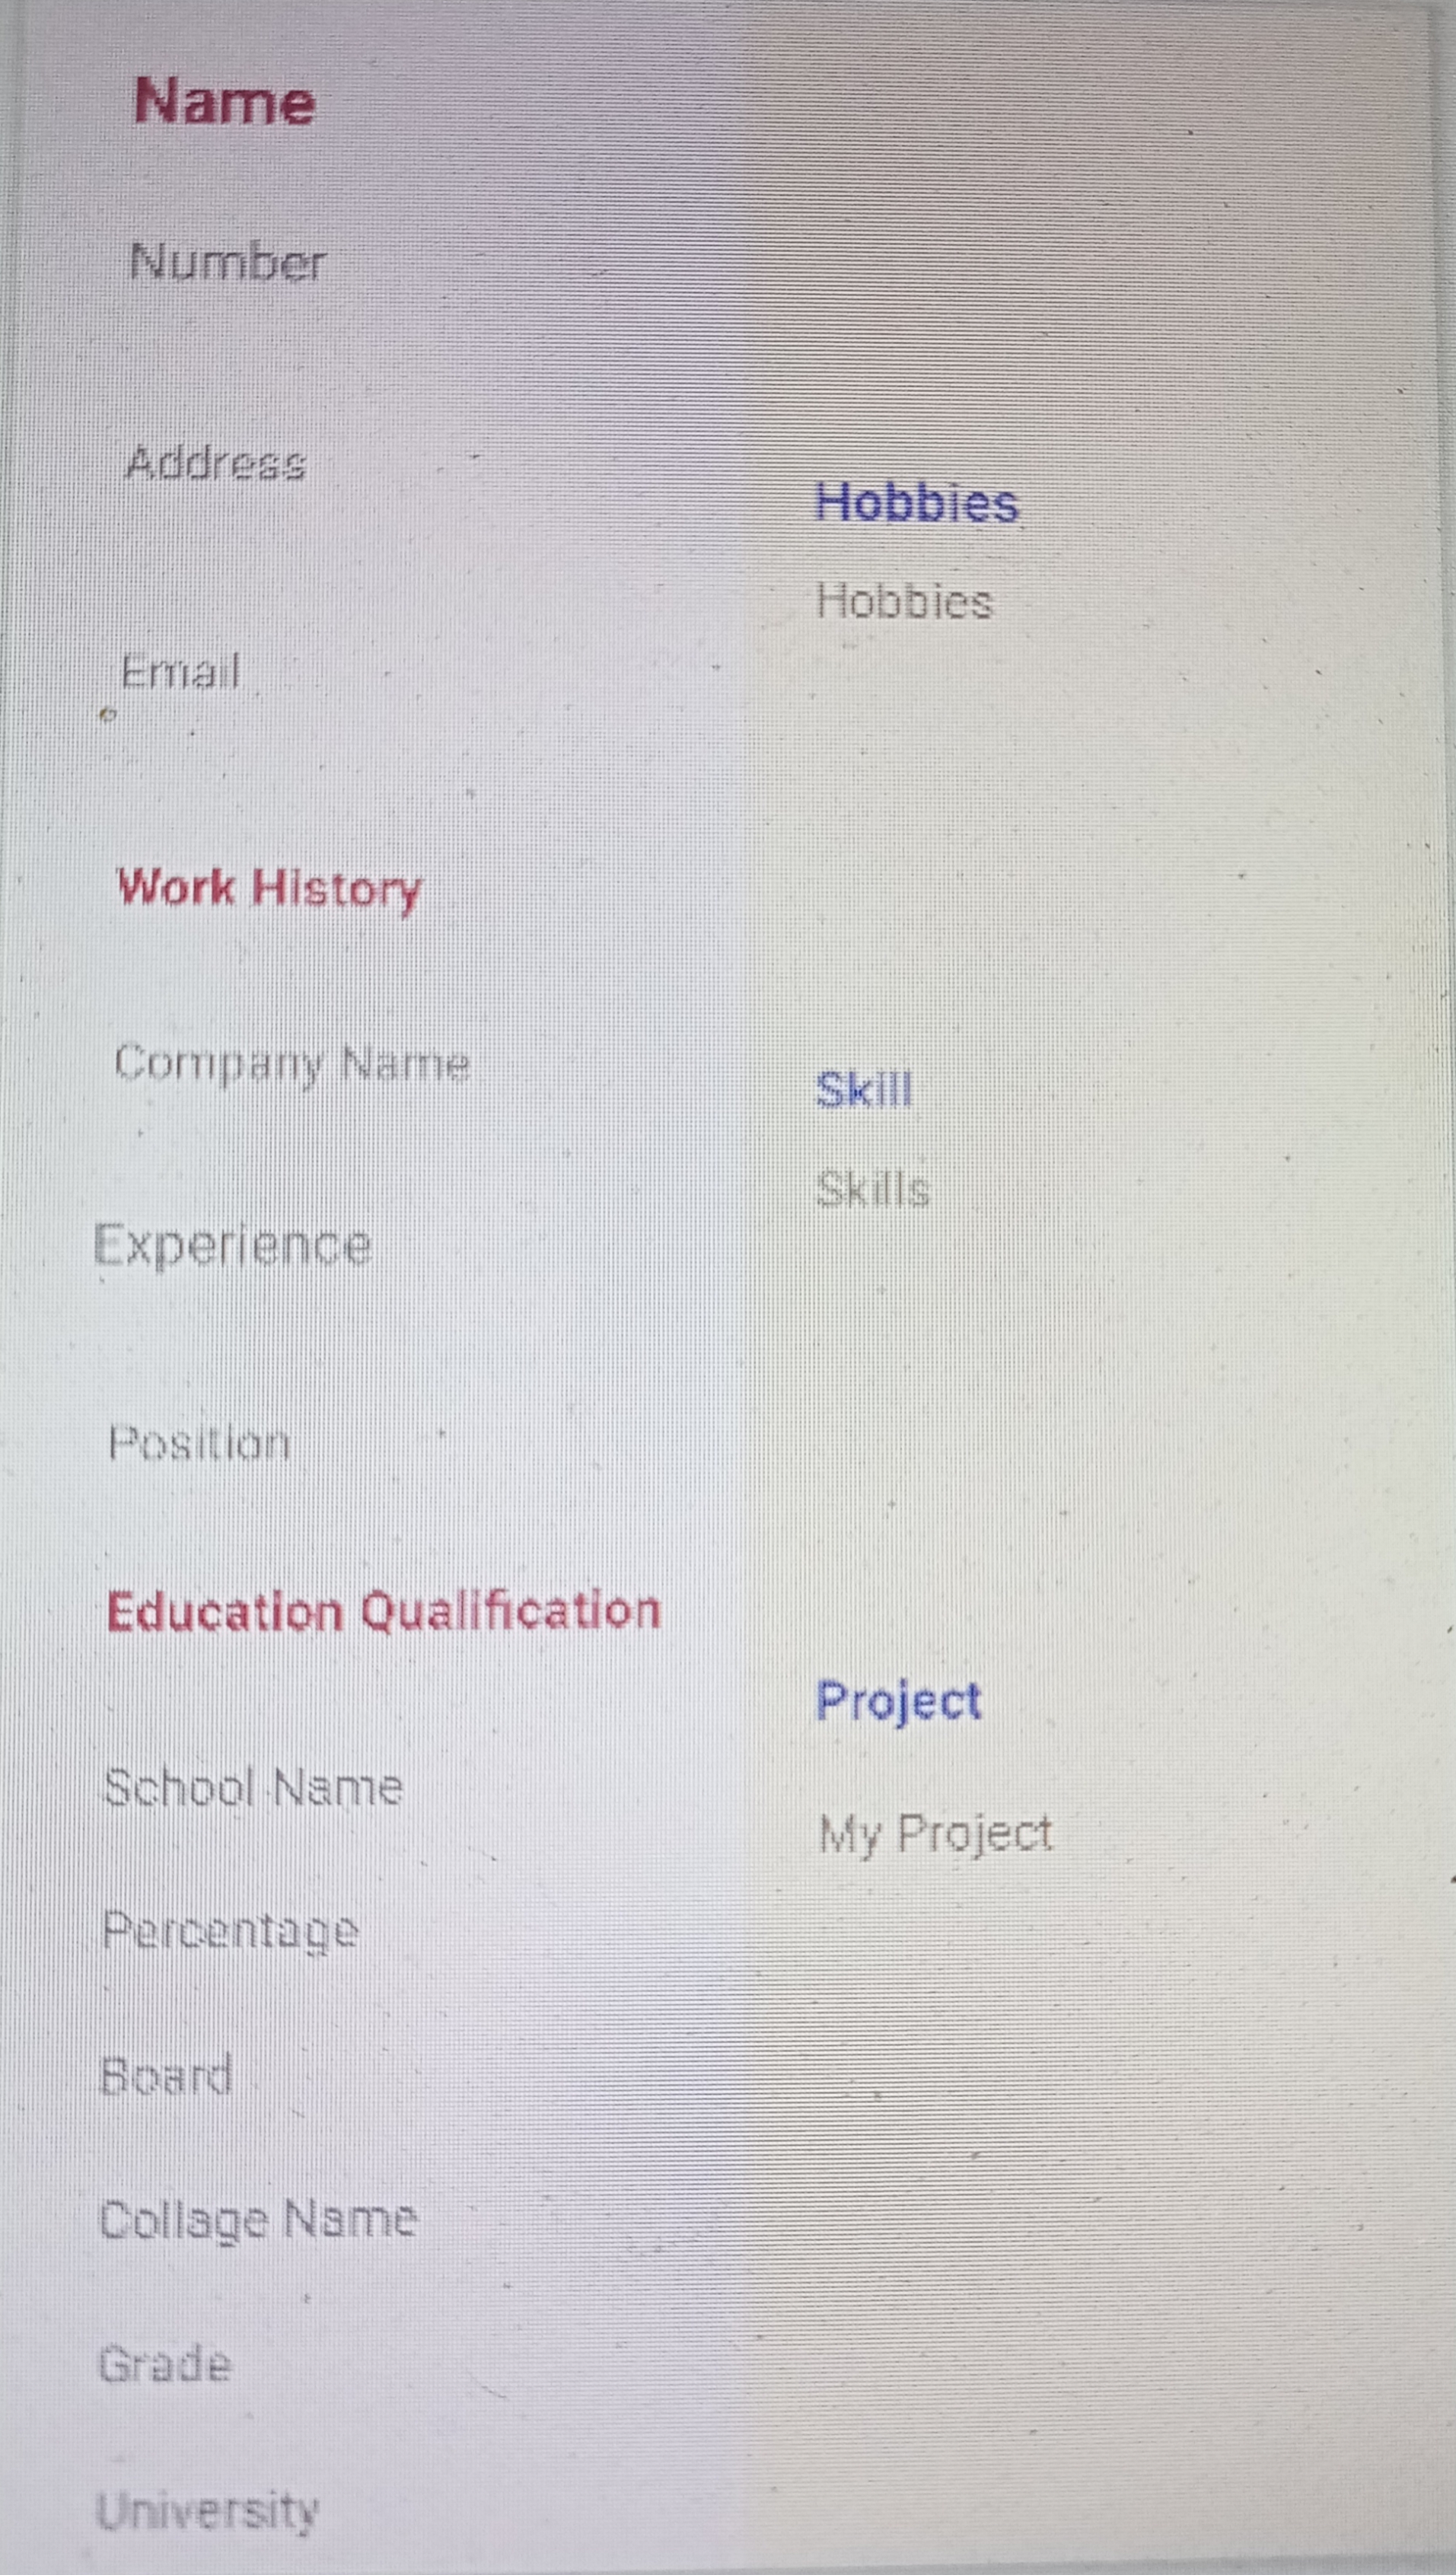 Name
Number
Address
Email
Work History
Company Name
Experience
Position
Education Qualification
School Name
Percentage
Board
Collage Name
Grade
University
Hobbies
Hobbies
Skill
Skills
Project
My Project